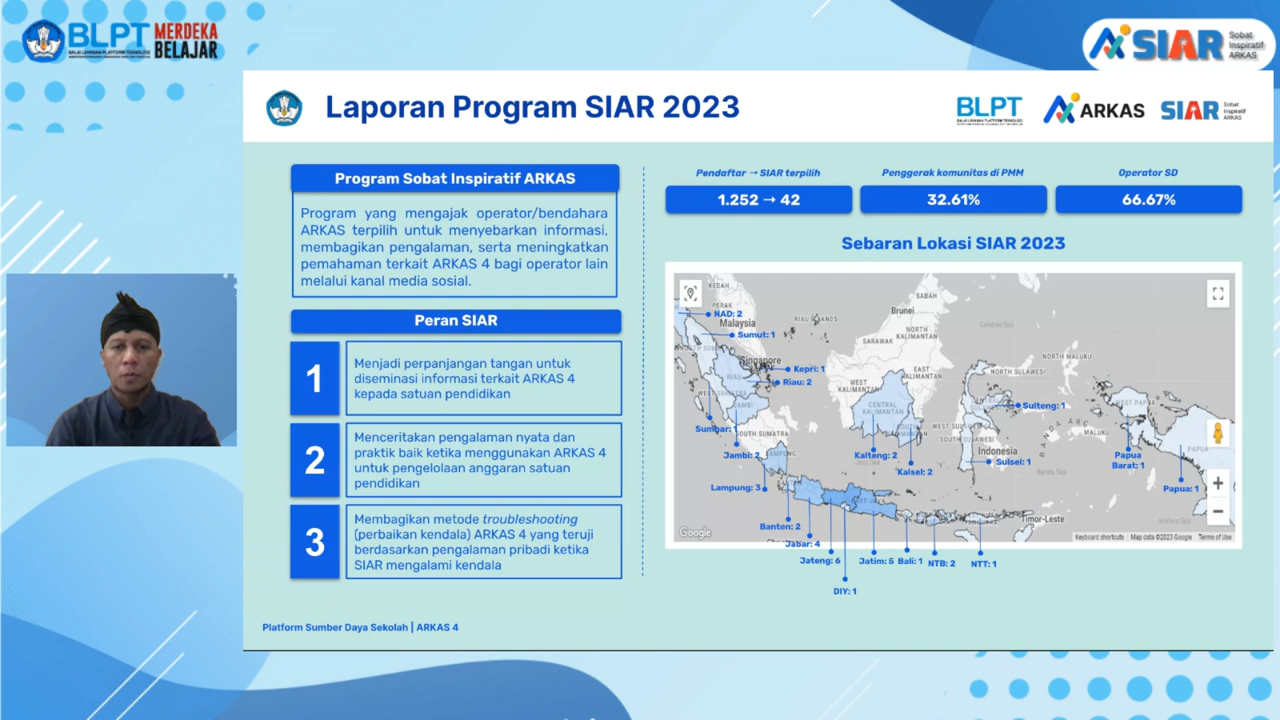 BLPT MERDEKA BELAJAR
BALAI LAYANAN PLATFORM TEKNOLOGI
SIAR Sobat Inspiratif ARKAS
Laporan Program SIAR 2023
BLPT
ARKAS
SIAR Sobat Inspiratif ARKAS
Program Sobat Inspiratif ARKAS
Program yang mengajak operator/bendahara
ARKAS terpilih untuk menyebarkan informasi,
membagikan pengalaman, serta meningkatkan
pemahaman terkait ARKAS 4 bagi operator lain
melalui kanal media sosial.
Peran SIAR
1
Menjadi perpanjangan tangan untuk
diseminasi informasi terkait ARKAS 4
kepada satuan pendidikan
2
Menceritakan pengalaman nyata dan
praktik baik ketika menggunakan ARKAS 4
untuk pengelolaan anggaran satuan
pendidikan
3
Membagikan metode troubleshooting
(perbaikan kendala) ARKAS 4 yang teruji
berdasarkan pengalaman pribadi ketika
SIAR mengalami kendala
Pendaftar → SIAR terpilih
1.252 → 42
Penggerak komunitas di PMM
32.61%
Operator SD
66.67%
Sebaran Lokasi SIAR 2023
KEDAH
PERAK
NAD: 2
Malaysia
Sumut: 1
Singapore
Kepri: 1
RIAU
Riau: 2
Sumbar: 1
JAMBI
SOUTH SUMATRA
Jambi: 2
LAMPUNG
Lampung: 3
SABAH
Brunei
NORTH
KALIMANTAN
SARAWAK
EAST
KALIMANTAN
WEST
KALIMANTAN
CENTRAL
KALIMANTAN
Kalteng: 2
Kalsel: 2
NORTH SULAWESI
NORTH MALUKU
Sulteng: 1
SOUTH SULAWESI
Indonesia
Sulsel: 1
MALUKU
Banda Sea
WEST PAPUA
Papua
Barat: 1
PAPUA
Papua: 1
Banten: 2
Jabar: 4
Jateng: 6
DIY: 1
Jatim: 5
Bali: 1
NTB: 2
NTT: 1
Timor-Leste
Arafura Sea
Google
Keyboard shortcuts
Map data ©2023 Google
Terms of Use
Platform Sumber Daya Sekolah | ARKAS 4